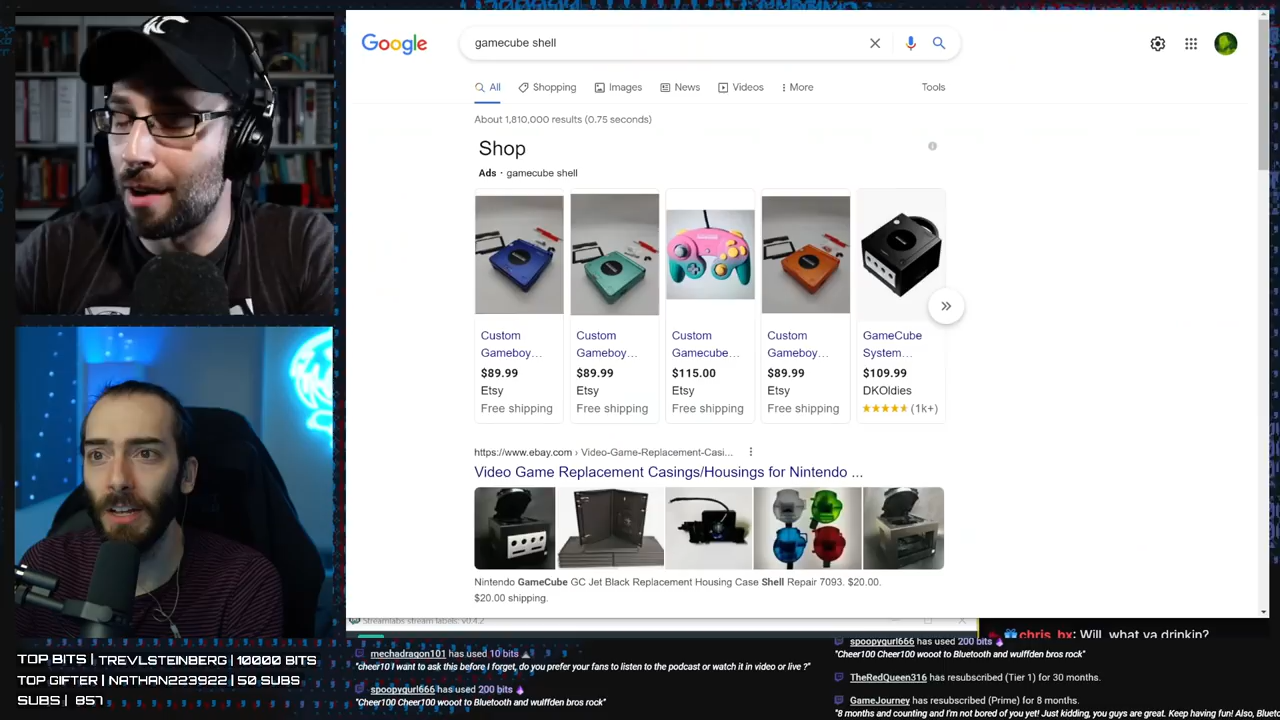 Google
gamecube shell
All
Shopping
Images
News
Videos
More
Tools
About 1,810,000 results (0.75 seconds)
Shop
Ads · gamecube shell
Custom
Gameboy...
$89.99
Etsy
Free shipping
Custom
Gameboy...
$89.99
Etsy
Free shipping
Custom
Gamecube...
$115.00
Etsy
Free shipping
Custom
Gameboy...
$89.99
Etsy
Free shipping
GameCube
System...
$109.99
DKOldies
(1k+)
https://www.ebay.com › Video-Game-Replacement-Casi...
Video Game Replacement Casings/Housings for Nintendo ...
Nintendo GameCube GC Jet Black Replacement Housing Case Shell Repair 7093. $20.00.
$20.00 shipping.
Streamlabs stream labels: v0.4.2
chris_bx: Will, what ya drinkin?
TOP BITS | TREVLSTEINBERG | 10000 BITS
TOP GIFTER | NATHAN223922 | 50 SUBS
SUBS | 857
mechadragon101 has used 10 bits
"cheer10 I want to ask this before I forget, do you prefer your fans to listen to the podcast or watch it in video or live ?"
spoopygurl666 has used 200 bits
"Cheer100 Cheer100 wooot to Bluetooth and wulffden bros rock"
spoopygurl666 has used 200 bits
"Cheer100 Cheer100 wooot to Bluetooth and wulffden bros rock"
TheRedQueen316 has resubscribed (Tier 1) for 30 months.
GameJourney has resubscribed (Prime) for 8 months.
"8 months and counting and I'm not bored of you yet! Just kidding, you guys are great. Keep having fun! Also, Bluet